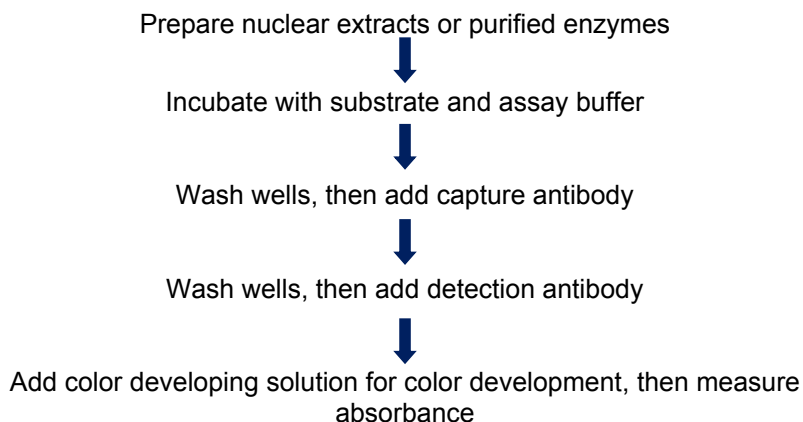 Prepare nuclear extracts or purified enzymes
Incubate with substrate and assay buffer
Wash wells, then add capture antibody
Wash wells, then add detection antibody
Add color developing solution for color development, then measure
absorbance